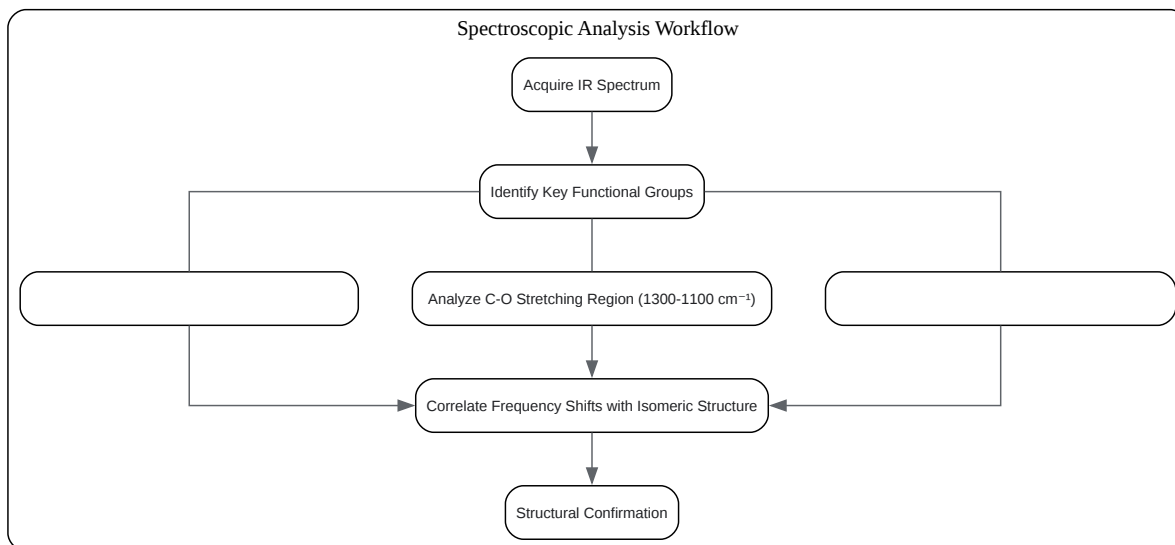 Spectroscopic Analysis Workflow
Acquire IR Spectrum
Identify Key Functional Groups
Analyze C-O Stretching Region (1300-1100 cm⁻¹)
Correlate Frequency Shifts with Isomeric Structure
Structural Confirmation